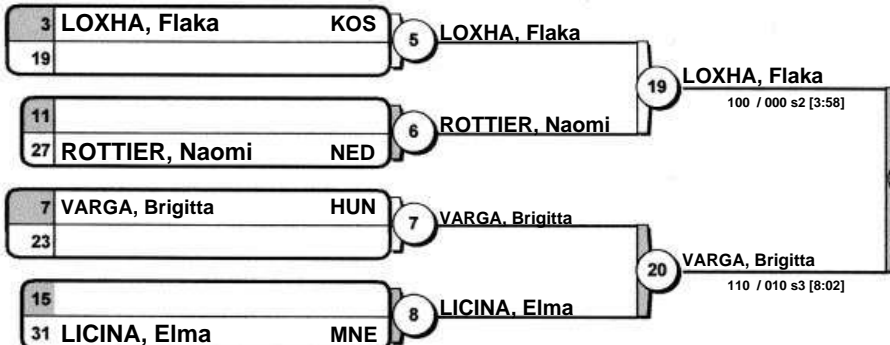 3 LOXHA, Flaka KOS
19
5
LOXHA, Flaka
11
27 ROTTIER, Naomi NED
6
ROTTIER, Naomi
19
LOXHA, Flaka
100 / 000 s2 [3:58]
7 VARGA, Brigitta HUN
23
7
VARGA, Brigitta
15
31 LICINA, Elma MNE
8
LICINA, Elma
20
VARGA, Brigitta
110 / 010 s3 [8:02]